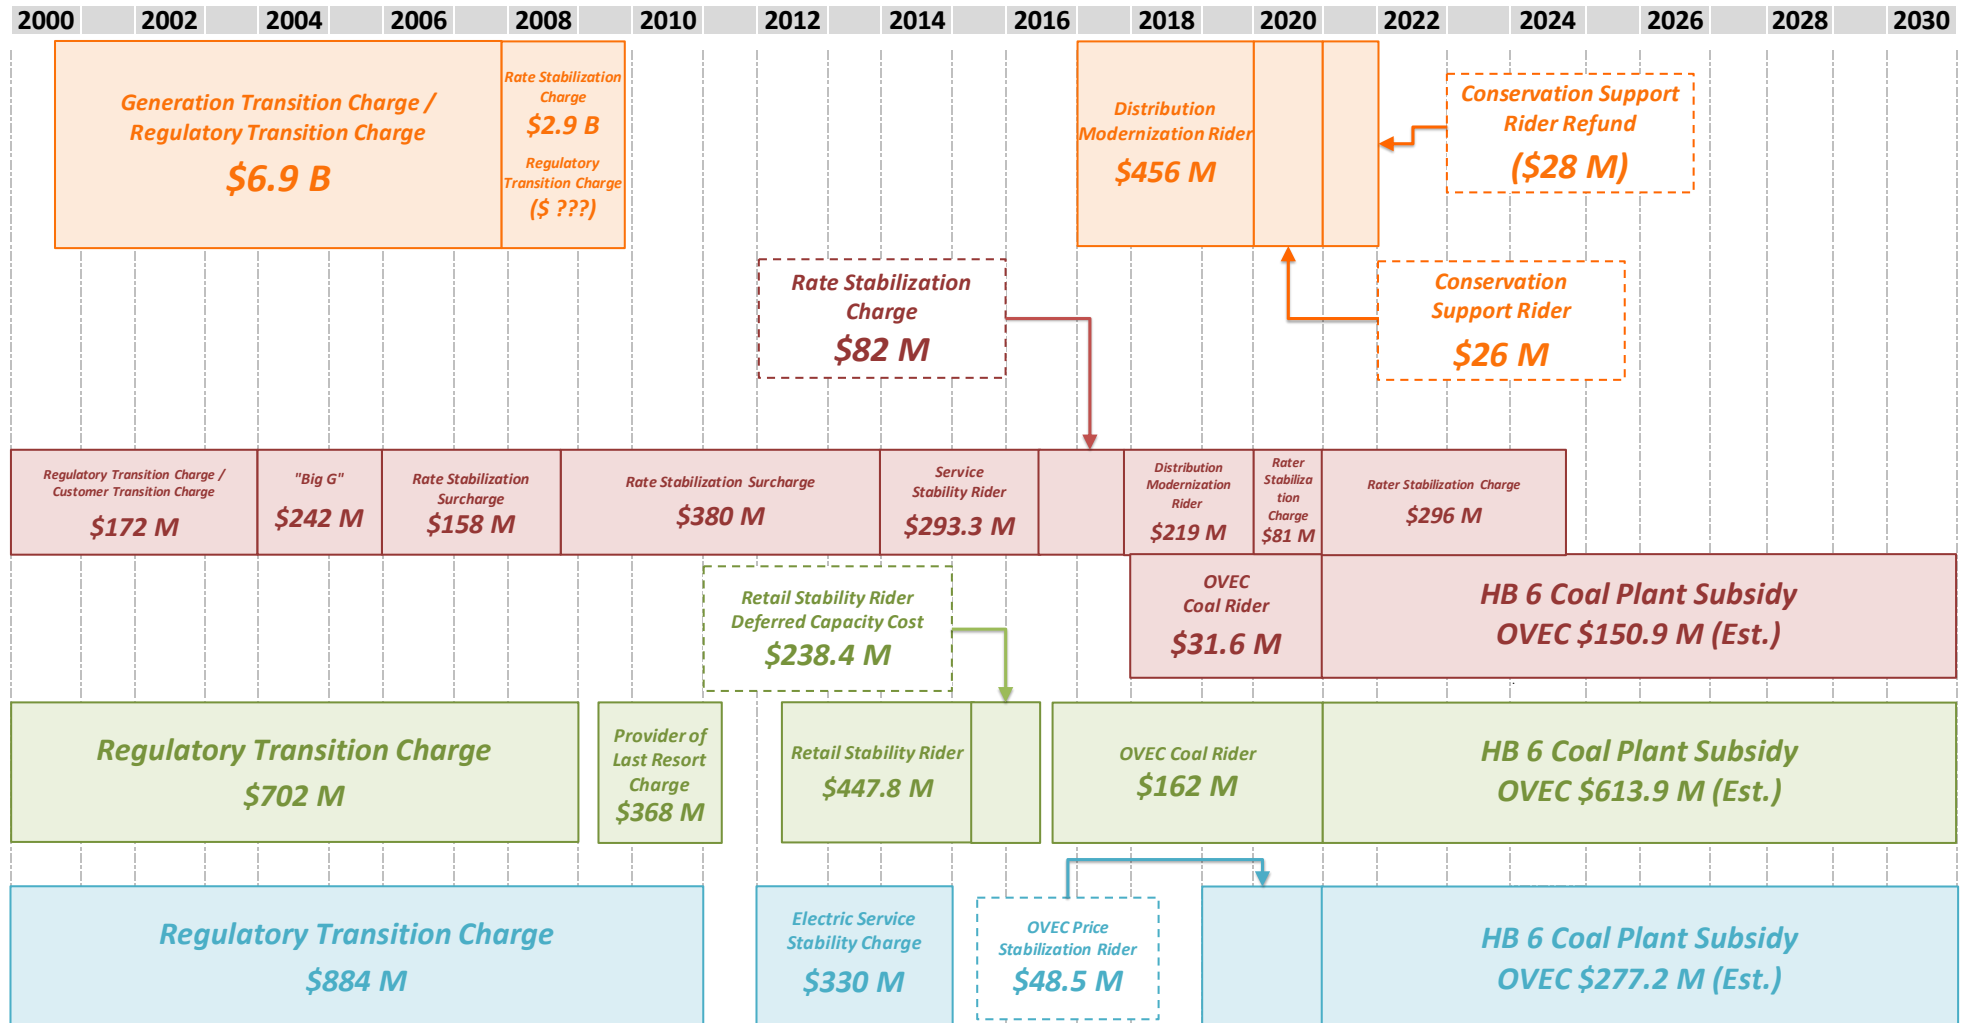 2000 2002 2004 2006 2008 2010 2012 2014 2016 2018 2020 2022 2024 2026 2028 2030
Generation Transition Charge /
Regulatory Transition Charge
$6.9 B
Rate Stabilization
Charge
$2.9 B
Regulatory
Transition Charge
($ ???)
Distribution
Modernization Rider
$456 M
Conservation Support
Rider Refund
($28 M)
Rate Stabilization
Charge
$82 M
Conservation
Support Rider
$26 M
Regulatory Transition Charge /
Customer Transition Charge
$172 M
"Big G"
$242 M
Rate Stabilization
Surcharge
$158 M
Rate Stabilization Surcharge
$380 M
Service
Stability Rider
$293.3 M
Distribution
Modernization
Rider
$219 M
Rater
Stabiliza
tion
Charge
$81 M
Rater Stabilization Charge
$296 M
OVEC
Coal Rider
$31.6 M
HB 6 Coal Plant Subsidy
OVEC $150.9 M (Est.)
Retail Stability Rider
Deferred Capacity Cost
$238.4 M
Regulatory Transition Charge
$702 M
Provider of
Last Resort
Charge
$368 M
Retail Stability Rider
$447.8 M
OVEC Coal Rider
$162 M
HB 6 Coal Plant Subsidy
OVEC $613.9 M (Est.)
Regulatory Transition Charge
$884 M
Electric Service
Stability Charge
$330 M
OVEC Price
Stabilization Rider
$48.5 M
HB 6 Coal Plant Subsidy
OVEC $277.2 M (Est.)